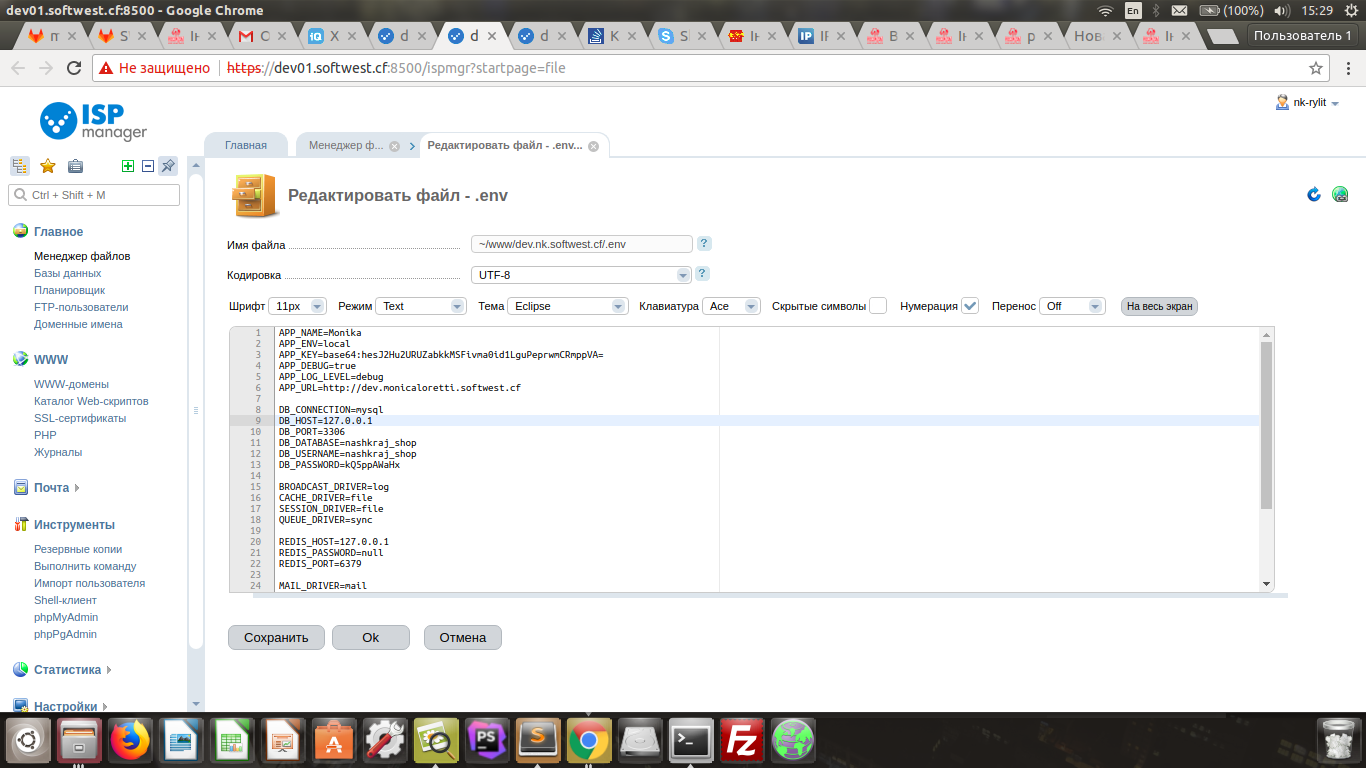 dev01.softwest.cf:8500 - Google Chrome
En (100%) 15:29
Нов
Пользователь 1
Не защищено https://dev01.softwest.cf:8500/ispmgr?startpage=file
nk-rylit
ISP
manager
Главная Менеджер ф... Редактировать файл - .env...
Ctrl + Shift + M
Редактировать файл - .env
Главное
Менеджер файлов
Базы данных
Планировщик
FTP-пользователи
Доменные имена
WWW
WWW-домены
Каталог Web-скриптов
SSL-сертификаты
PHP
Журналы
Почта
Инструменты
Резервные копии
Выполнить команду
Импорт пользователя
Shell-клиент
phpMyAdmin
phpPgAdmin
Статистика
Настройки
Имя файла ~/www/dev.nk.softwest.cf/.env ?
Кодировка UTF-8 ?
Шрифт 11px Режим Text Тема Eclipse Клавиатура Ace Скрытые символы Нумерация Перенос Off На весь экран
1 APP_NAME=Monika
2 APP_ENV=local
3 APP_KEY=base64:hesJ2Hu2URUZabkkMSFivma0id1LguPeprwmCRmppVA=
4 APP_DEBUG=true
5 APP_LOG_LEVEL=debug
6 APP_URL=http://dev.monicaloretti.softwest.cf
7
8 DB_CONNECTION=mysql
9 DB_HOST=127.0.0.1
10 DB_PORT=3306
11 DB_DATABASE=nashkraj_shop
12 DB_USERNAME=nashkraj_shop
13 DB_PASSWORD=kQ5ppAWaHx
14
15 BROADCAST_DRIVER=log
16 CACHE_DRIVER=file
17 SESSION_DRIVER=file
18 QUEUE_DRIVER=sync
19
20 REDIS_HOST=127.0.0.1
21 REDIS_PASSWORD=null
22 REDIS_PORT=6379
23
24 MAIL_DRIVER=mail
Сохранить Ok Отмена